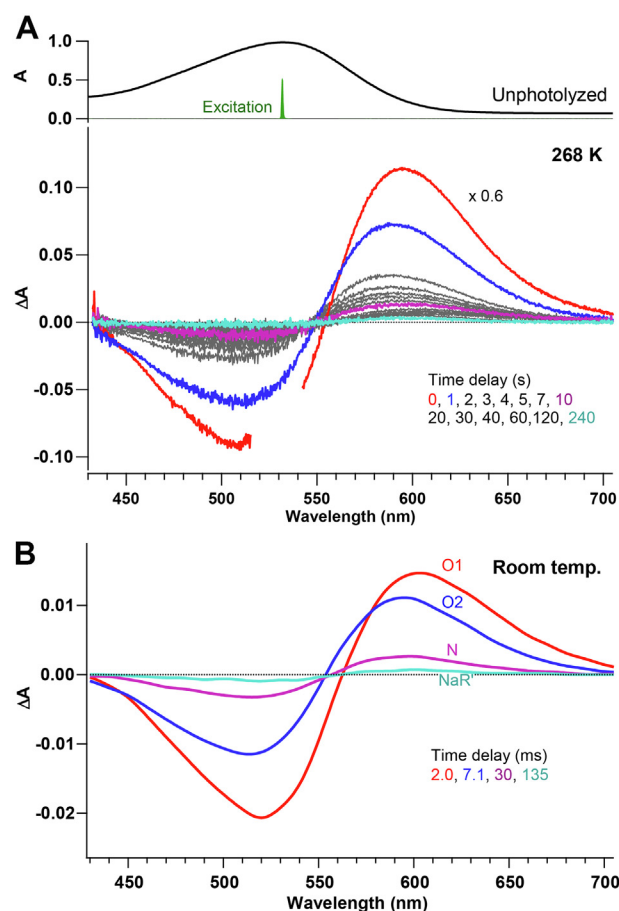 A
1.0
0.5
0.0
A
Excitation
Unphotolyzed
268 K
x 0.6
0.10
0.05
0.00
-0.05
-0.10
ΔA
Time delay (s)
0, 1, 2, 3, 4, 5, 7, 10
20, 30, 40, 60,120, 240
450 500 550 600 650 700
Wavelength (nm)
B
Room temp.
O1
O2
N
NaR'
0.01
0.00
-0.01
-0.02
ΔA
Time delay (ms)
2.0, 7.1, 30, 135
450 500 550 600 650 700
Wavelength (nm)